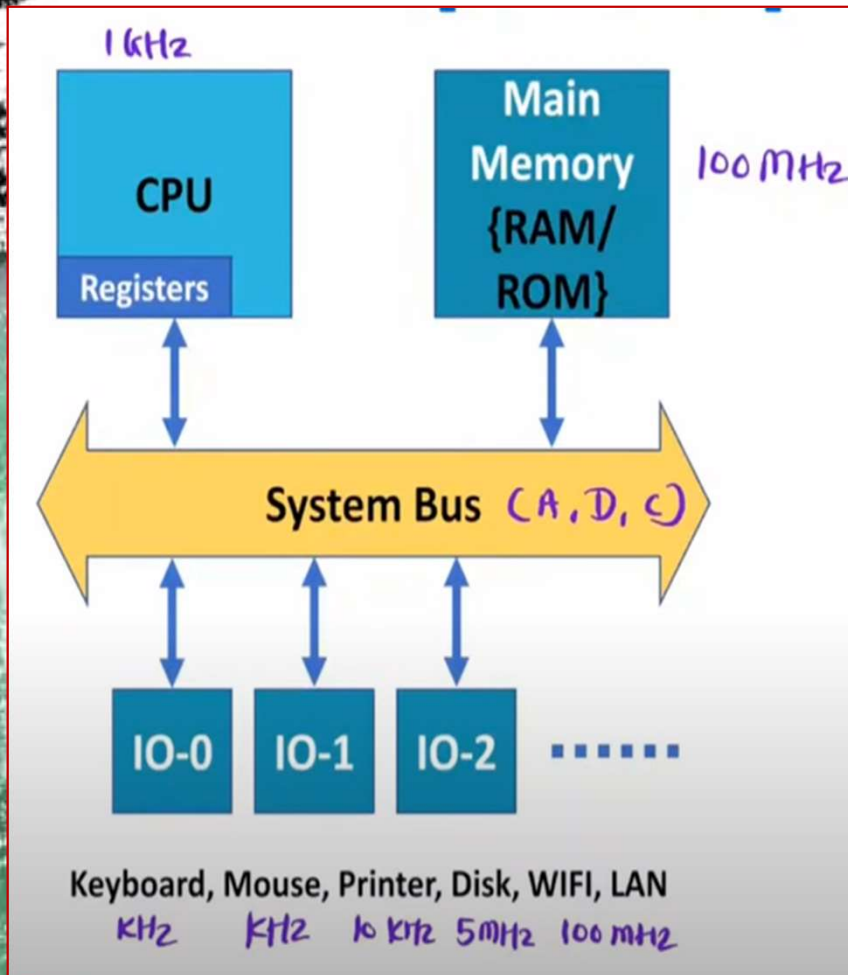 1 GHz
CPU
Registers
Main
Memory
{RAM/
ROM}
100 MHz
System Bus (A, D, C)
IO-0 IO-1 IO-2
Keyboard, Mouse, Printer, Disk, WIFI, LAN
KHz KHz 10 KHz 5MHz 100 MHz